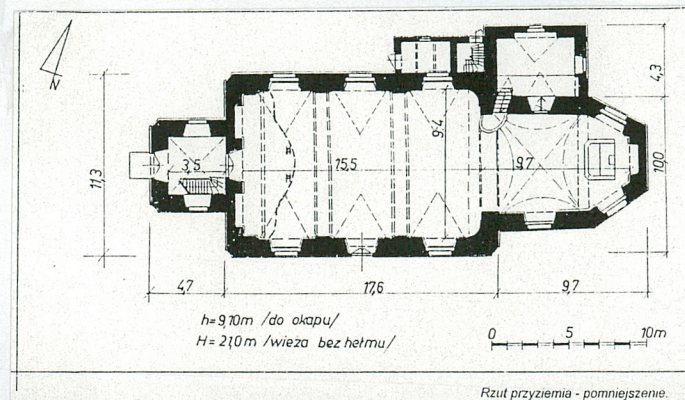 N
4,3
11,3
3,5
15,5
9,4
9,7
10,0
4,7
17,6
9,7
h=9,10m /do okapu/
H=21,0m /wieża bez hełmu/
0 5 10m
Rzut przyziemia - pomniejszenie.